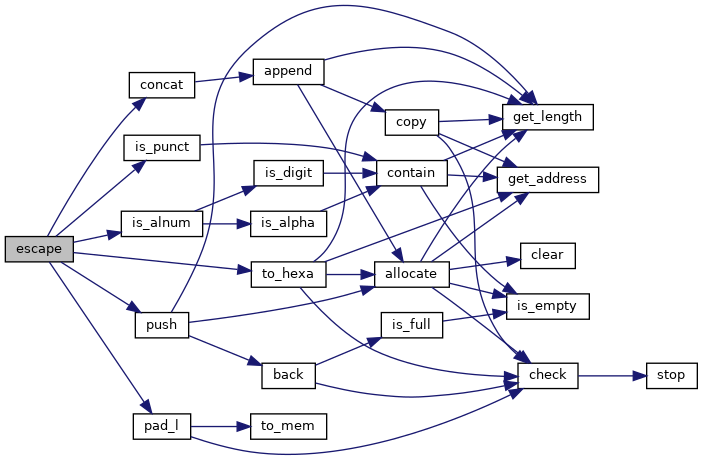 escape
concat
is_punct
is_alnum
push
pad_l
append
is_digit
is_alpha
to_hexa
back
to_mem
copy
contain
allocate
is_full
get_length
get_address
clear
is_empty
check
stop